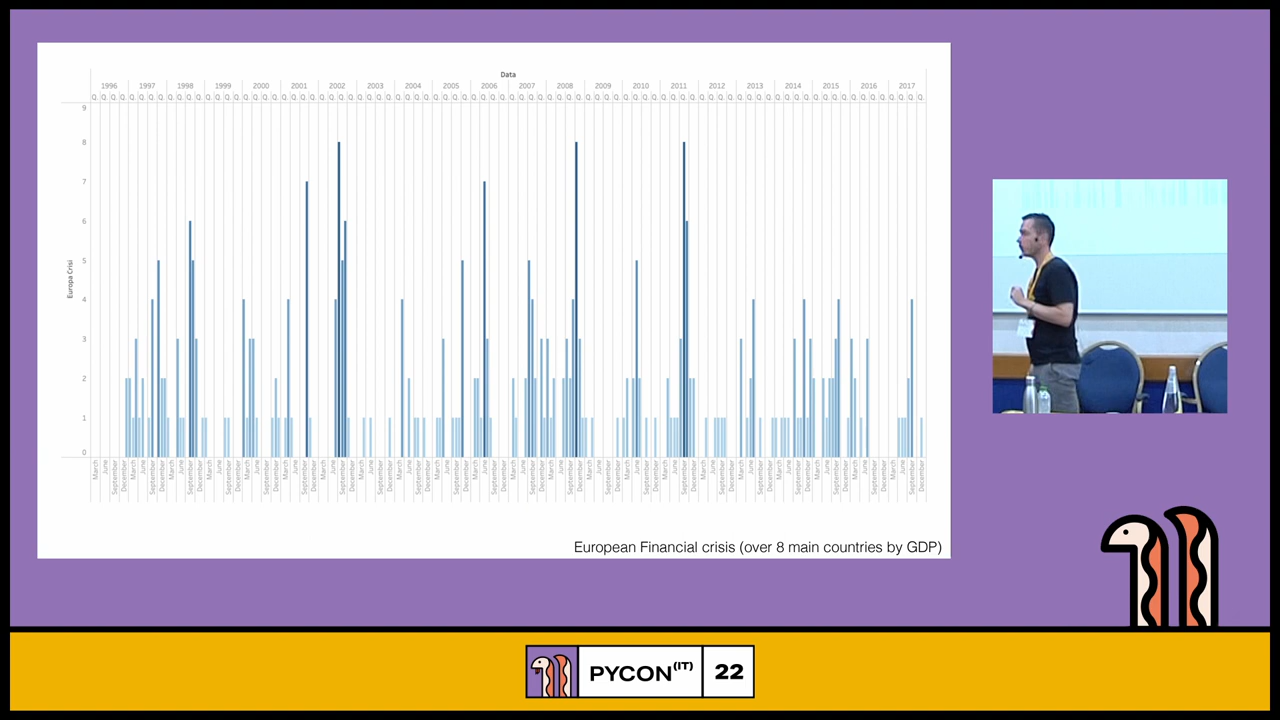 Data
1996 1997 1998 1999 2000 2001 2002 2003 2004 2005 2006 2007 2008 2009 2010 2011 2012 2013 2014 2015 2016 2017
9
8
7
6
5
4
3
2
1
0
Europa Crisi
European Financial crisis (over 8 main countries by GDP)
PYCON(IT) 22